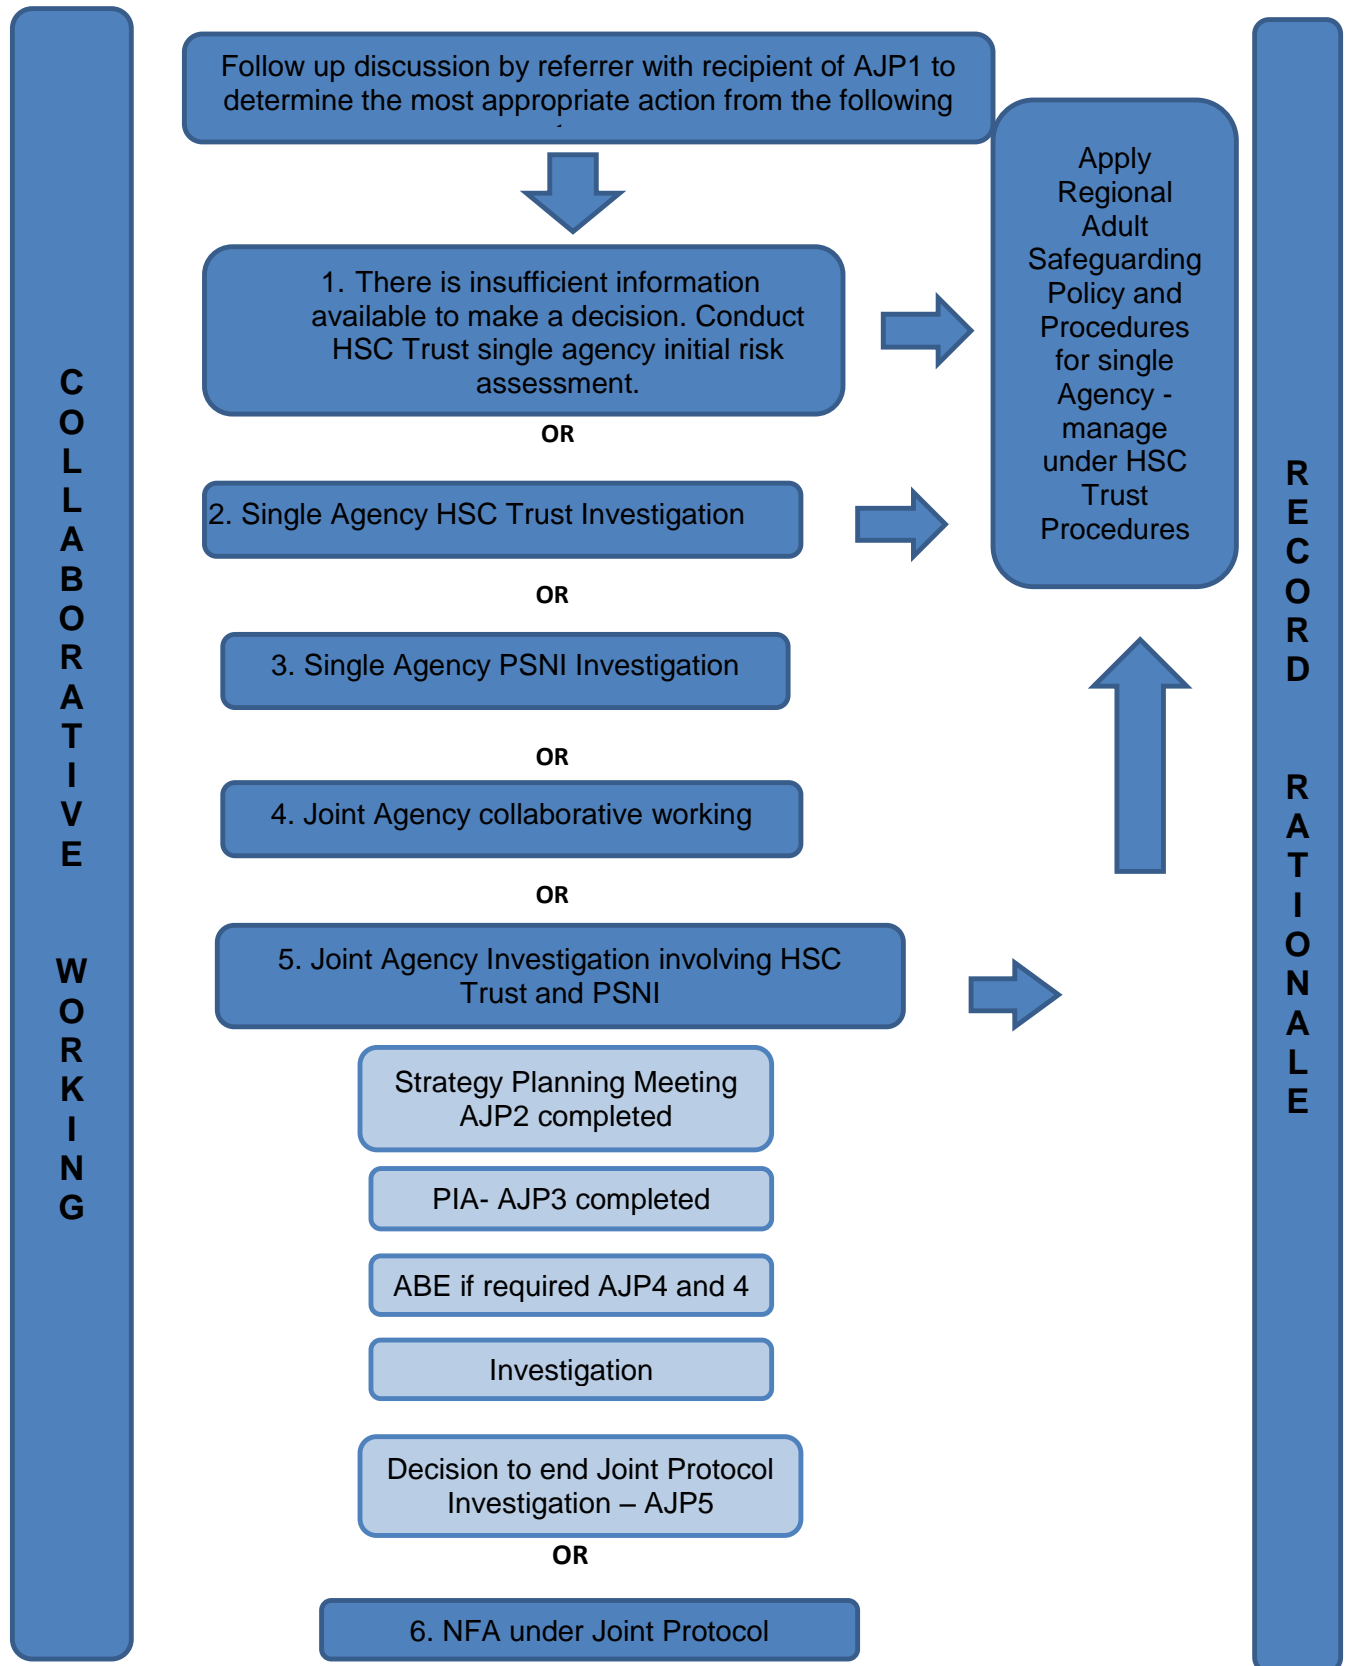 COLLABORATIVE WORKING
Follow up discussion by referrer with recipient of AJP1 to
determine the most appropriate action from the following
1. There is insufficient information
available to make a decision. Conduct
HSC Trust single agency initial risk
assessment.
OR
2. Single Agency HSC Trust Investigation
OR
3. Single Agency PSNI Investigation
OR
4. Joint Agency collaborative working
OR
5. Joint Agency Investigation involving HSC
Trust and PSNI
Strategy Planning Meeting
AJP2 completed
PIA- AJP3 completed
ABE if required AJP4 and 4
Investigation
Decision to end Joint Protocol
Investigation – AJP5
OR
6. NFA under Joint Protocol
Apply
Regional
Adult
Safeguarding
Policy and
Procedures
for single
Agency -
manage
under HSC
Trust
Procedures
RECORD RATIONALE